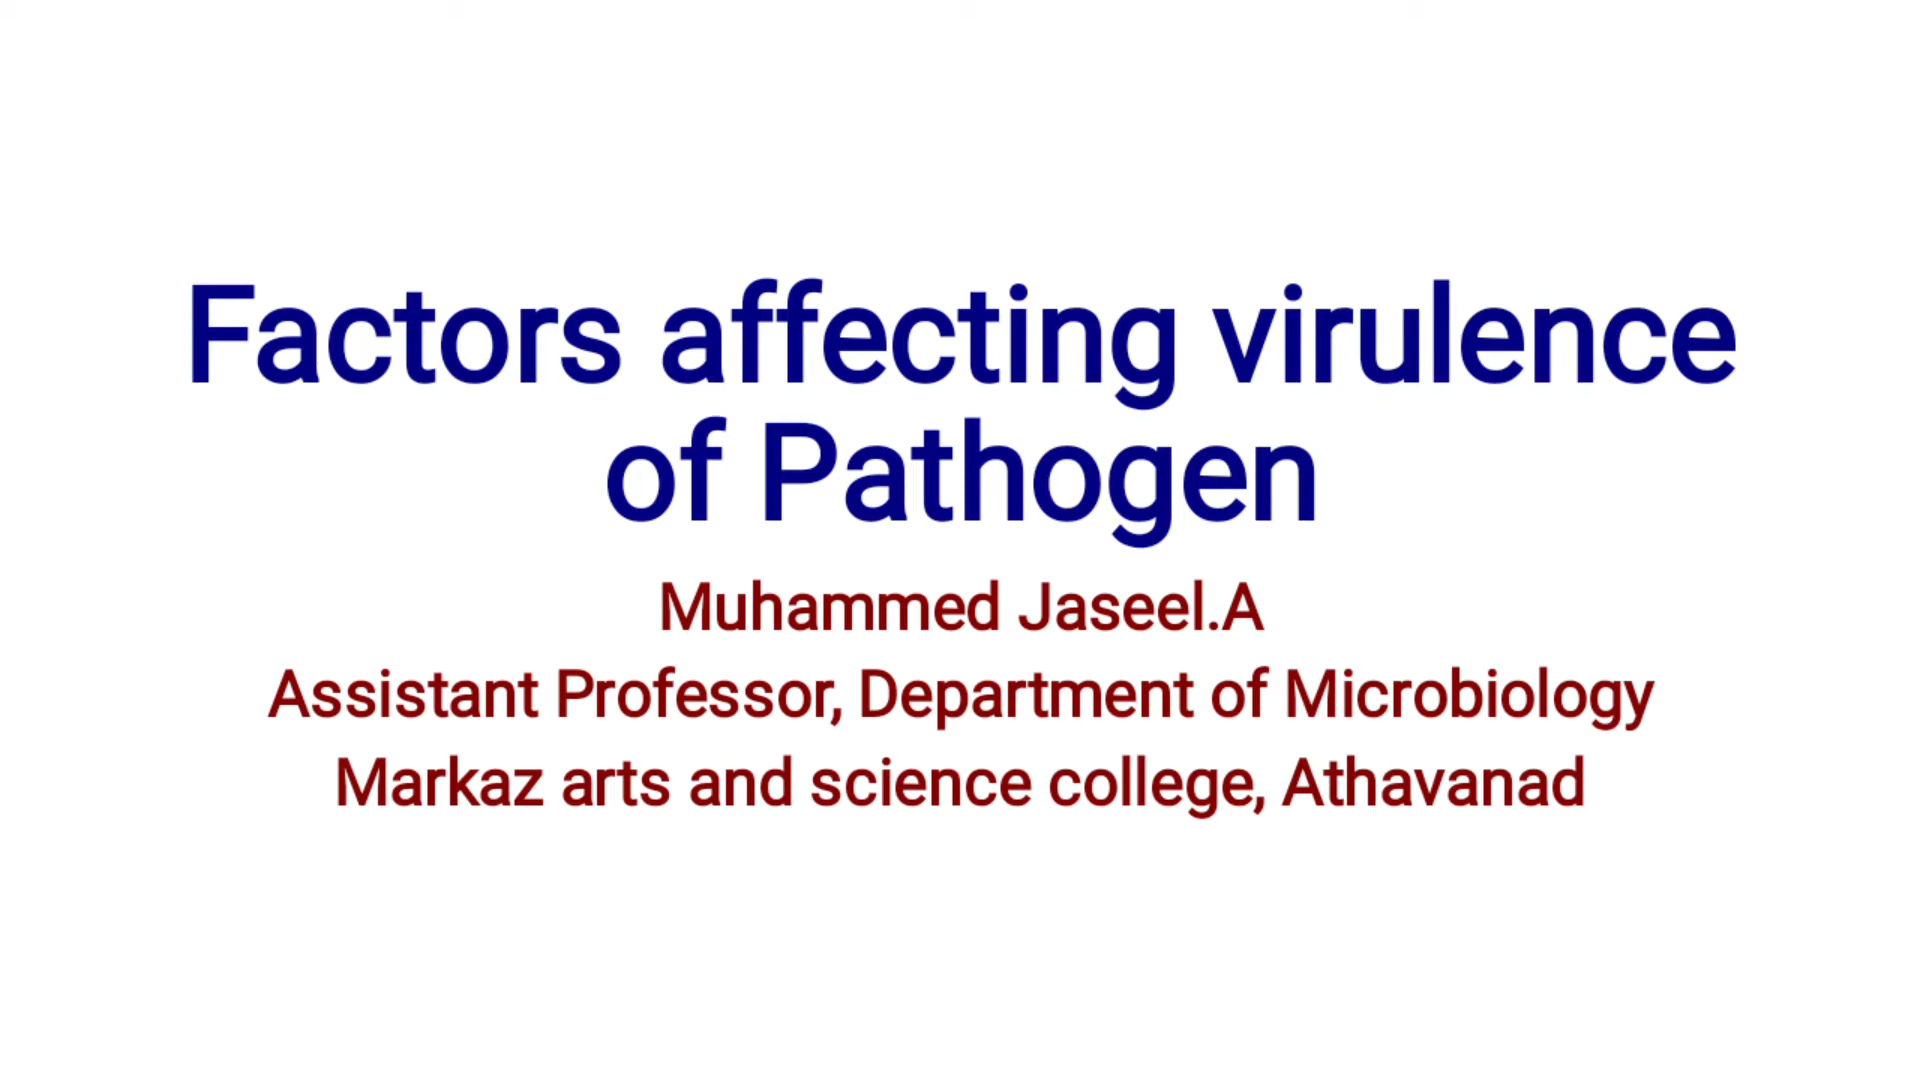 Factors affecting virulence
of Pathogen
Muhammed Jaseel.A
Assistant Professor, Department of Microbiology
Markaz arts and science college, Athavanad